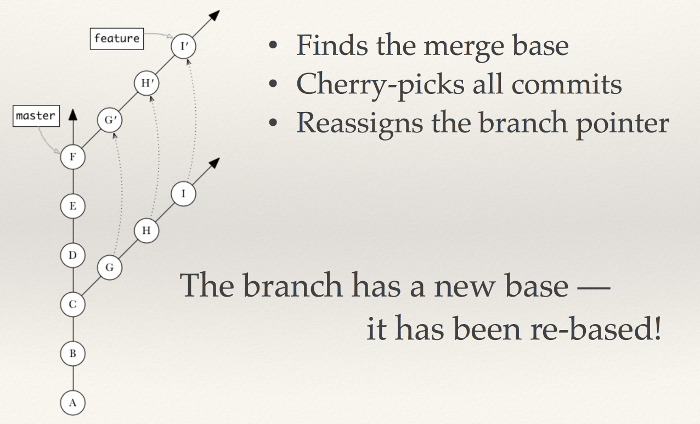 feature
I′
• Finds the merge base
H′
• Cherry-picks all commits
master
G′
• Reassigns the branch pointer
F
E
I
H
D
G
The branch has a new base —
C
it has been re-based!
B
A